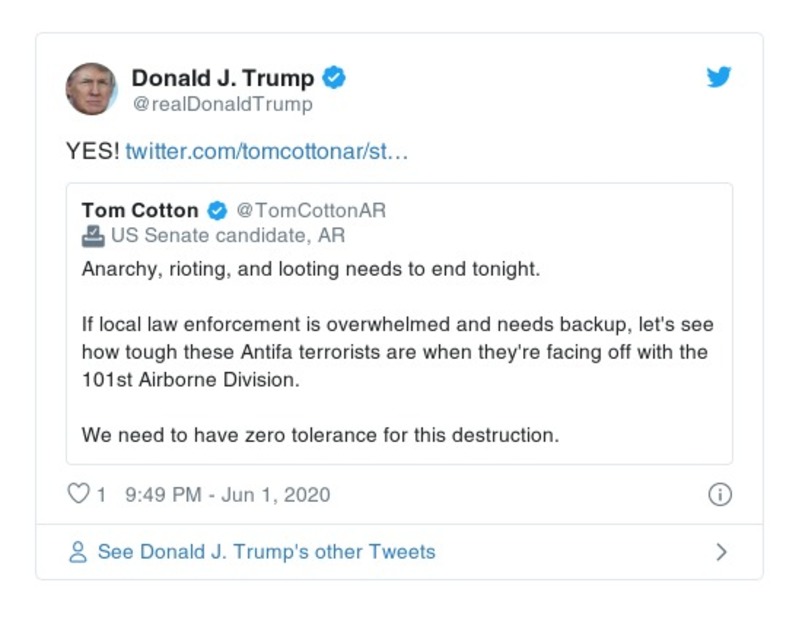 Donald J. Trump
@realDonaldTrump
YES! twitter.com/tomcottonar/st…
Tom Cotton @TomCottonAR
US Senate candidate, AR
Anarchy, rioting, and looting needs to end tonight.
If local law enforcement is overwhelmed and needs backup, let's see
how tough these Antifa terrorists are when they're facing off with the
101st Airborne Division.
We need to have zero tolerance for this destruction.
1 9:49 PM - Jun 1, 2020
See Donald J. Trump's other Tweets